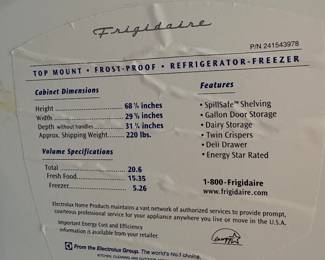 Frigidaire
P/N 241543978
TOP MOUNT • FROST-PROOF • REFRIGERATOR-FREEZER
Cabinet Dimensions
Height 68 ⅝ inches
Width 29 ⅝ inches
Depth without handles 31 ¼ inches
Approx. Shipping Weight 220 lbs.
Volume Specifications
Total 20.6
Fresh Food 15.35
Freezer 5.26
Features
• SpillSafe™ Shelving
• Gallon Door Storage
• Dairy Storage
• Twin Crispers
• Deli Drawer
• Energy Star Rated
1-800-Frigidaire
www.frigidaire.com
Electrolux Home Products maintains a vast network of authorized services to provide prompt,
courteous professional service for your appliance anywhere you live or move in the U.S.A.
Important Energy Cost and Efficiency
information is available from your retailer.
From the Electrolux Group. The world's No.1 choice.